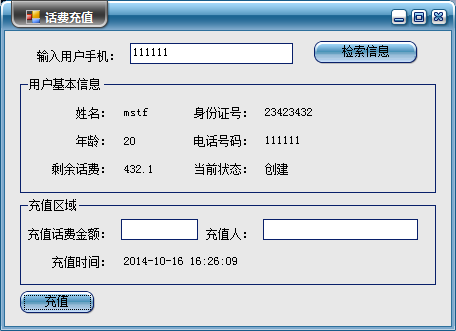 话费充值
输入用户手机： 111111 检索信息
用户基本信息
姓名： mstf 身份证号： 23423432
年龄： 20 电话号码： 111111
剩余话费： 432.1 当前状态： 创建
充值区域
充值话费金额： 充值人：
充值时间： 2014-10-16 16:26:09
充值